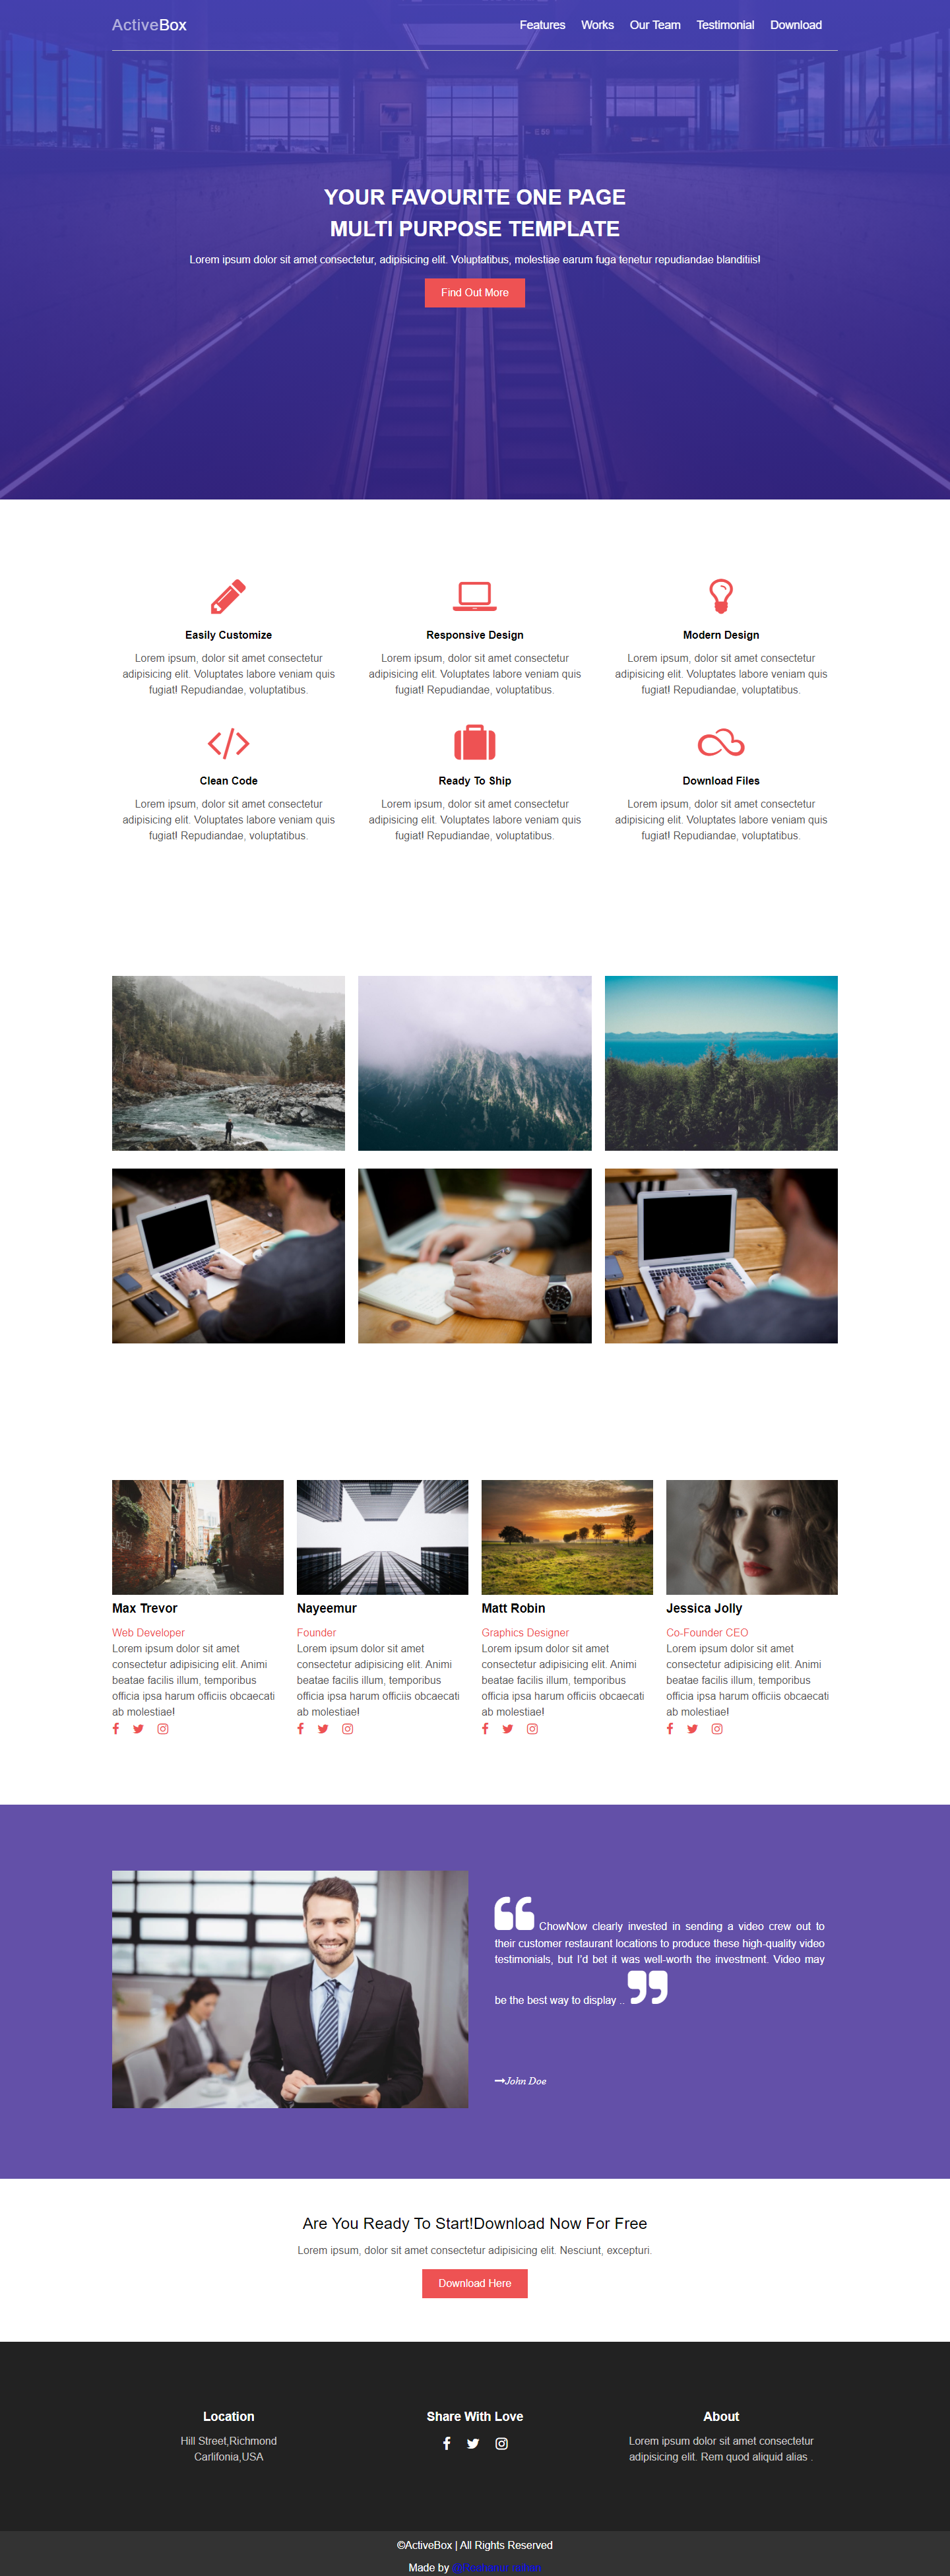 ActiveBox
Features Works Our Team Testimonial Download
YOUR FAVOURITE ONE PAGE
MULTI PURPOSE TEMPLATE
Lorem ipsum dolor sit amet consectetur, adipisicing elit. Voluptatibus, molestiae earum fuga tenetur repudiandae blanditiis!
Find Out More
Easily Customize
Lorem ipsum, dolor sit amet consectetur
adipisicing elit. Voluptates labore veniam quis
fugiat! Repudiandae, voluptatibus.
Responsive Design
Lorem ipsum, dolor sit amet consectetur
adipisicing elit. Voluptates labore veniam quis
fugiat! Repudiandae, voluptatibus.
Modern Design
Lorem ipsum, dolor sit amet consectetur
adipisicing elit. Voluptates labore veniam quis
fugiat! Repudiandae, voluptatibus.
Clean Code
Lorem ipsum, dolor sit amet consectetur
adipisicing elit. Voluptates labore veniam quis
fugiat! Repudiandae, voluptatibus.
Ready To Ship
Lorem ipsum, dolor sit amet consectetur
adipisicing elit. Voluptates labore veniam quis
fugiat! Repudiandae, voluptatibus.
Download Files
Lorem ipsum, dolor sit amet consectetur
adipisicing elit. Voluptates labore veniam quis
fugiat! Repudiandae, voluptatibus.
Max Trevor
Web Developer
Lorem ipsum dolor sit amet
consectetur adipisicing elit. Animi
beatae facilis illum, temporibus
officia ipsa harum officiis obcaecati
ab molestiae!
Nayeemur
Founder
Lorem ipsum dolor sit amet
consectetur adipisicing elit. Animi
beatae facilis illum, temporibus
officia ipsa harum officiis obcaecati
ab molestiae!
Matt Robin
Graphics Designer
Lorem ipsum dolor sit amet
consectetur adipisicing elit. Animi
beatae facilis illum, temporibus
officia ipsa harum officiis obcaecati
ab molestiae!
Jessica Jolly
Co-Founder CEO
Lorem ipsum dolor sit amet
consectetur adipisicing elit. Animi
beatae facilis illum, temporibus
officia ipsa harum officiis obcaecati
ab molestiae!
ChowNow clearly invested in sending a video crew out to
their customer restaurant locations to produce these high-quality video
testimonials, but I'd bet it was well-worth the investment. Video may
be the best way to display ..
John Doe
Are You Ready To Start!Download Now For Free
Lorem ipsum, dolor sit amet consectetur adipisicing elit. Nesciunt, excepturi.
Download Here
Location
Hill Street,Richmond
Carlifonia,USA
Share With Love
About
Lorem ipsum dolor sit amet consectetur
adipisicing elit. Rem quod aliquid alias .
©ActiveBox | All Rights Reserved
Made by